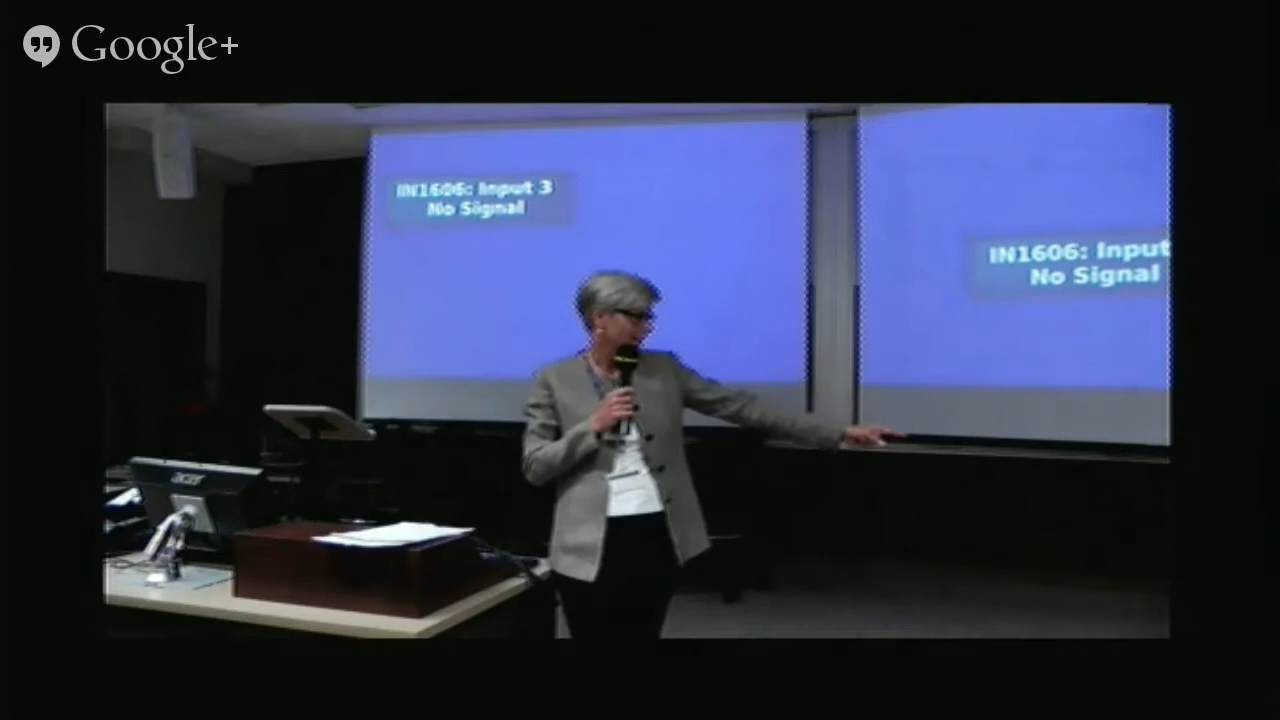 Google+
IN1606: Input 3
No Signal
IN1606: Input
No Signal
acer